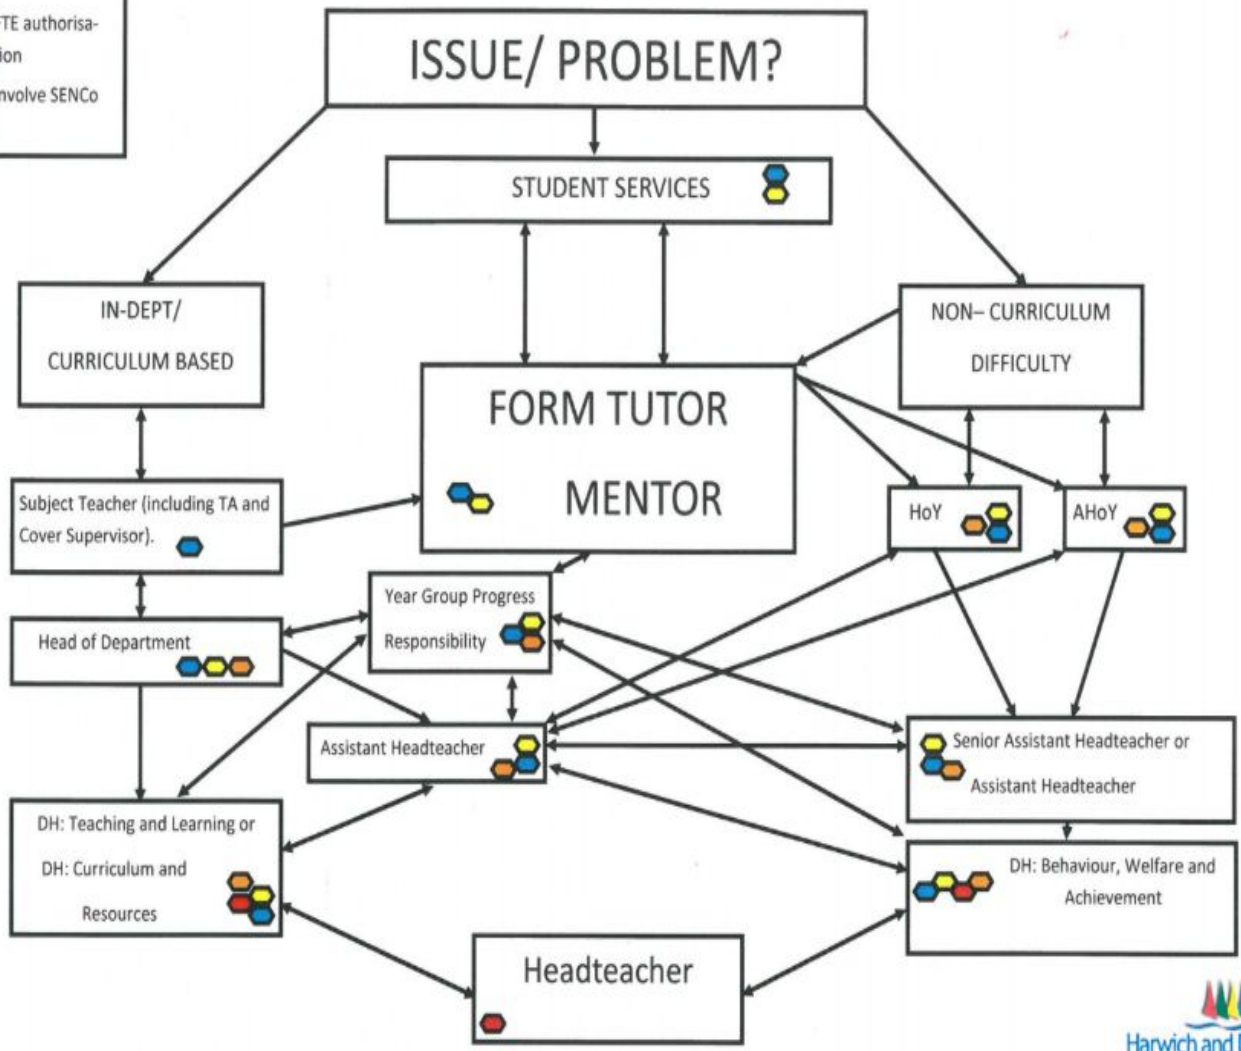 FTE authorisa-
ion
nvolve SENCo
ISSUE/ PROBLEM?
STUDENT SERVICES
IN-DEPT/
CURRICULUM BASED
NON– CURRICULUM
DIFFICULTY
FORM TUTOR
MENTOR
Subject Teacher (including TA and
Cover Supervisor).
HoY
AHoY
Year Group Progress
Responsibility
Head of Department
Assistant Headteacher
Senior Assistant Headteacher or
Assistant Headteacher
DH: Teaching and Learning or
DH: Curriculum and
Resources
DH: Behaviour, Welfare and
Achievement
Headteacher
Harwich and